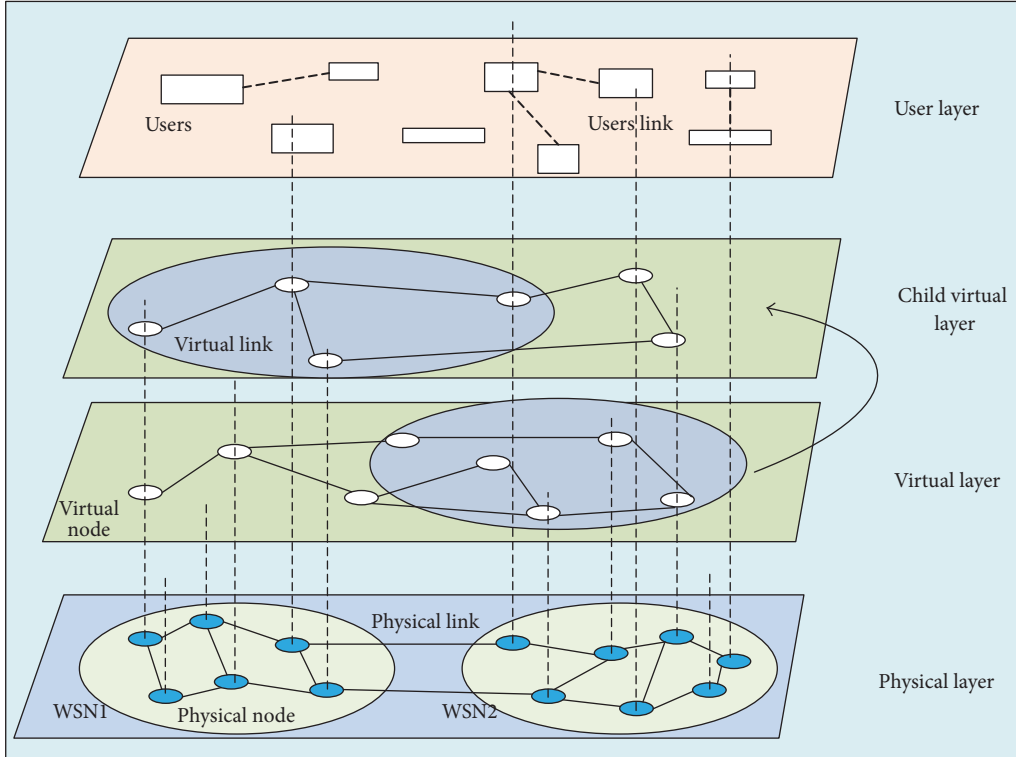 Users
Users link
User layer
Virtual link
Child virtual
layer
Virtual
node
Virtual layer
Physical link
WSN1
Physical node
WSN2
Physical layer